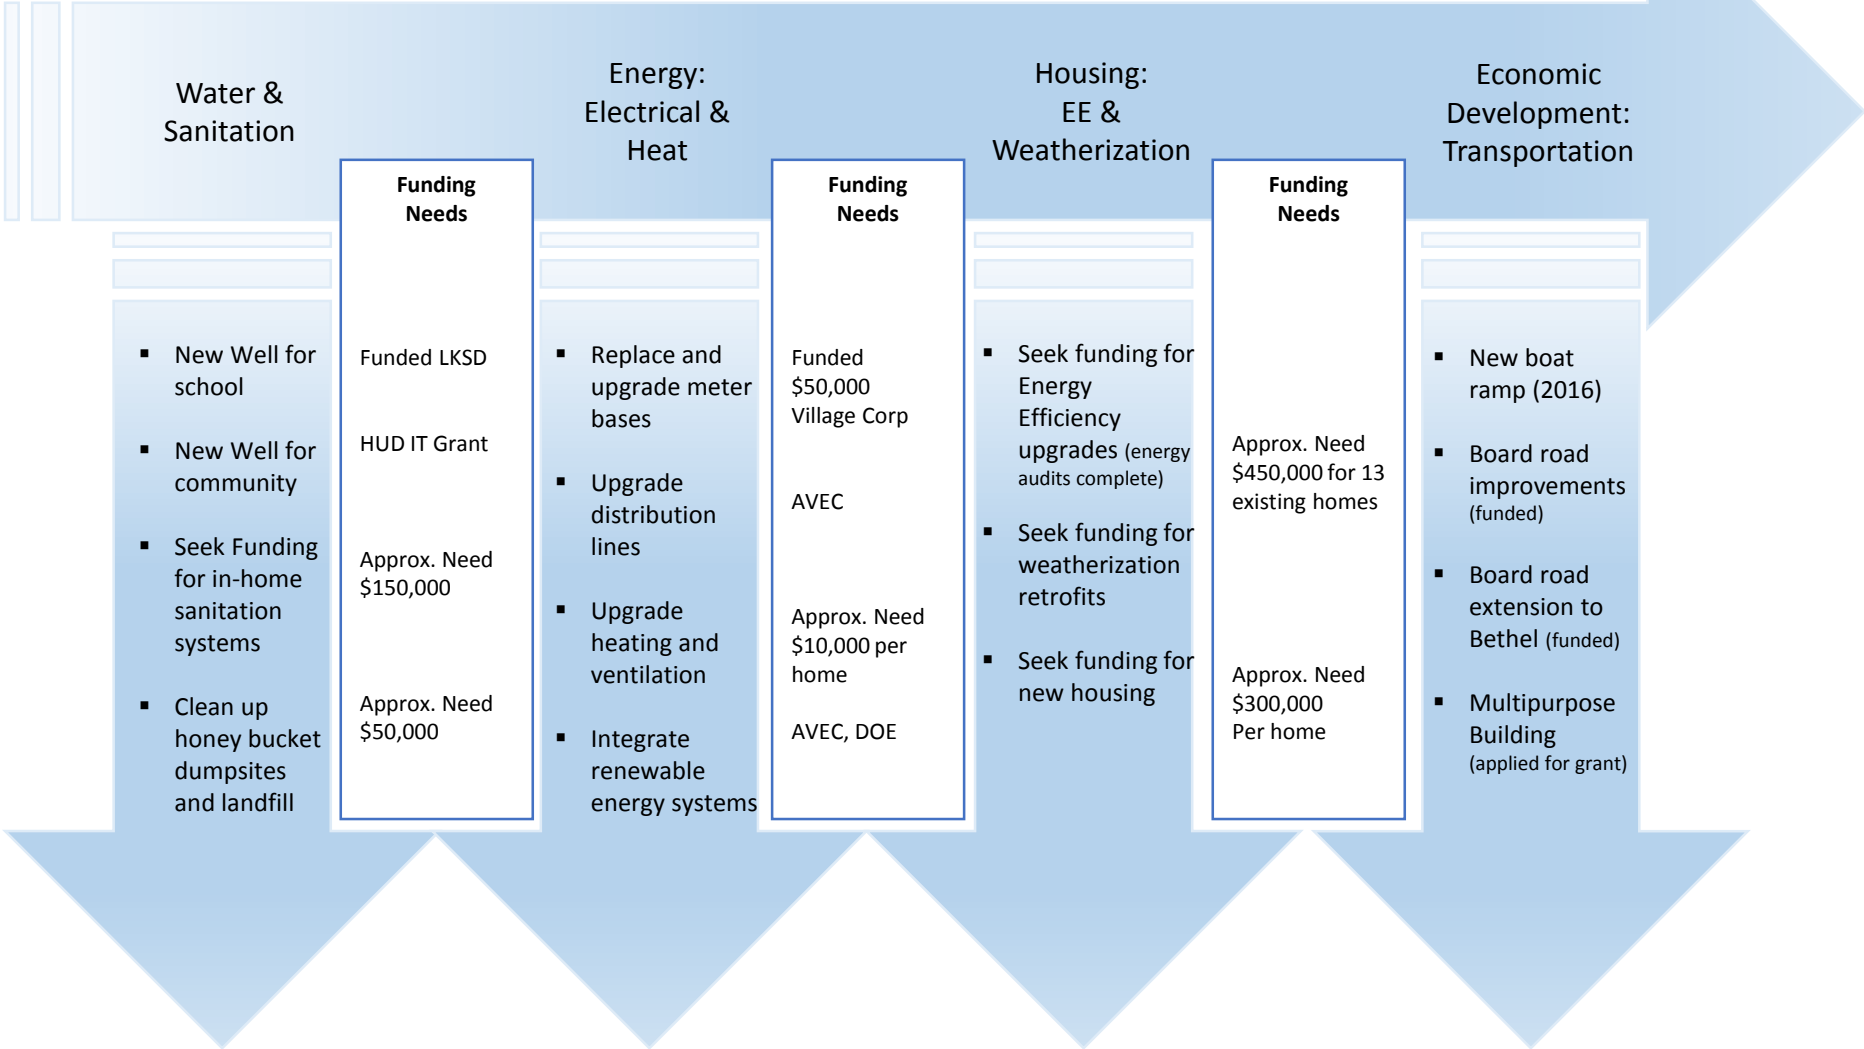 Water &
Sanitation
Energy:
Electrical &
Heat
Housing:
EE &
Weatherization
Economic
Development:
Transportation
▪ New Well for
school
▪ New Well for
community
▪ Seek Funding
for in-home
sanitation
systems
▪ Clean up
honey bucket
dumpsites
and landfill
Funding
Needs
Funded LKSD
HUD IT Grant
Approx. Need
$150,000
Approx. Need
$50,000
▪ Replace and
upgrade meter
bases
▪ Upgrade
distribution
lines
▪ Upgrade
heating and
ventilation
▪ Integrate
renewable
energy systems
Funding
Needs
Funded
$50,000
Village Corp
AVEC
Approx. Need
$10,000 per
home
AVEC, DOE
▪ Seek funding for
Energy
Efficiency
upgrades (energy
audits complete)
▪ Seek funding for
weatherization
retrofits
▪ Seek funding for
new housing
Funding
Needs
Approx. Need
$450,000 for 13
existing homes
Approx. Need
$300,000
Per home
▪ New boat
ramp (2016)
▪ Board road
improvements
(funded)
▪ Board road
extension to
Bethel (funded)
▪ Multipurpose
Building
(applied for grant)